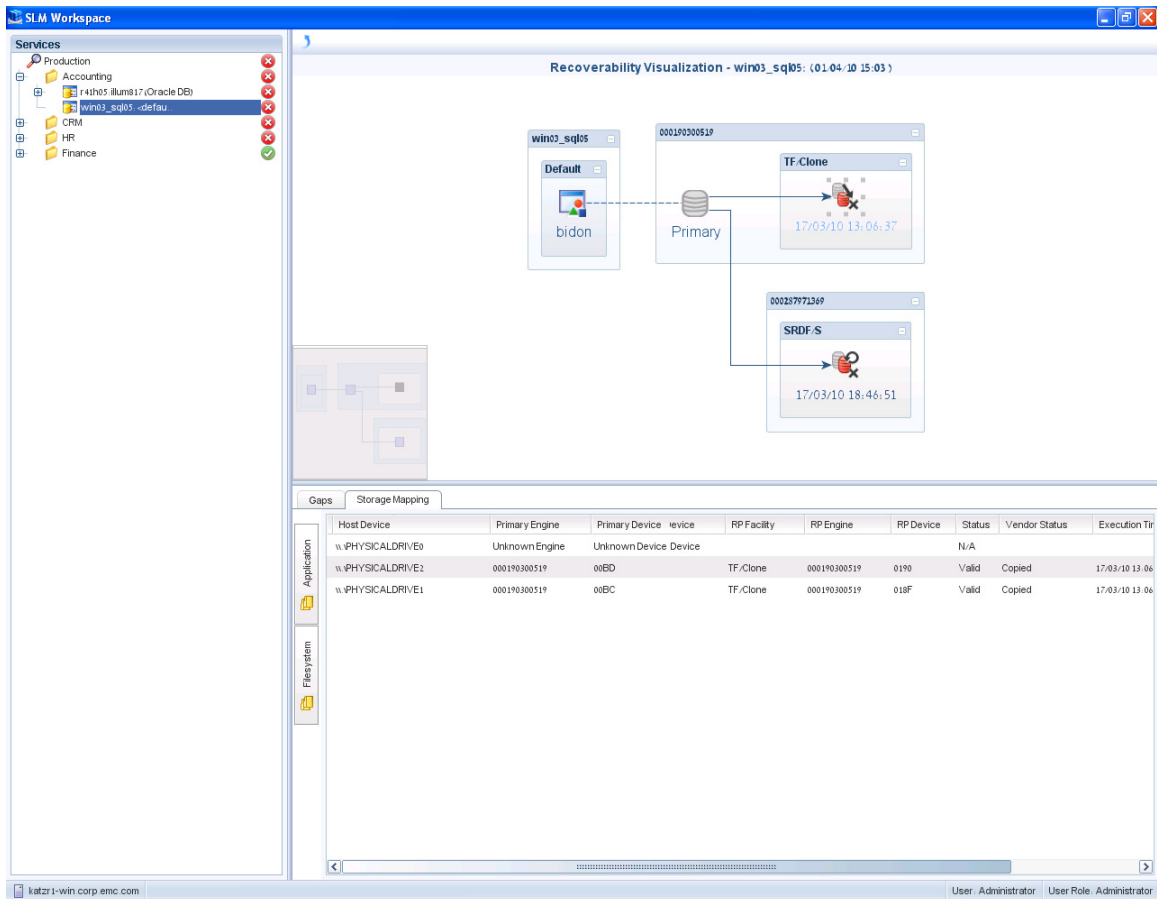 SLM Workspace
Services
Production
Accounting
r41h05:illum817 (Oracle DB)
win03_sql05: <defau..
CRM
HR
Finance
Recoverability Visualization - win03_sql05: (01/04/10 15:03 )
win03_sql05
Default
bidon
000190300519
Primary
TF/Clone
17/03/10 13:06:37
000287971369
SRDF/S
17/03/10 18:46:51
Gaps
Storage Mapping
Application
Filesystem
Host Device Primary Engine Primary Device RP Facility RP Engine RP Device Status Vendor Status Execution Tir
\\.\PHYSICALDRIVE0 Unknown Engine Unknown Device Device N/A
\\.\PHYSICALDRIVE2 000190300519 00BD TF/Clone 000190300519 0190 Valid Copied 17/03/10 13:06
\\.\PHYSICALDRIVE1 000190300519 00BC TF/Clone 000190300519 018F Valid Copied 17/03/10 13:06
katzr1-win.corp.emc.com
User: Administrator User Role: Administrator